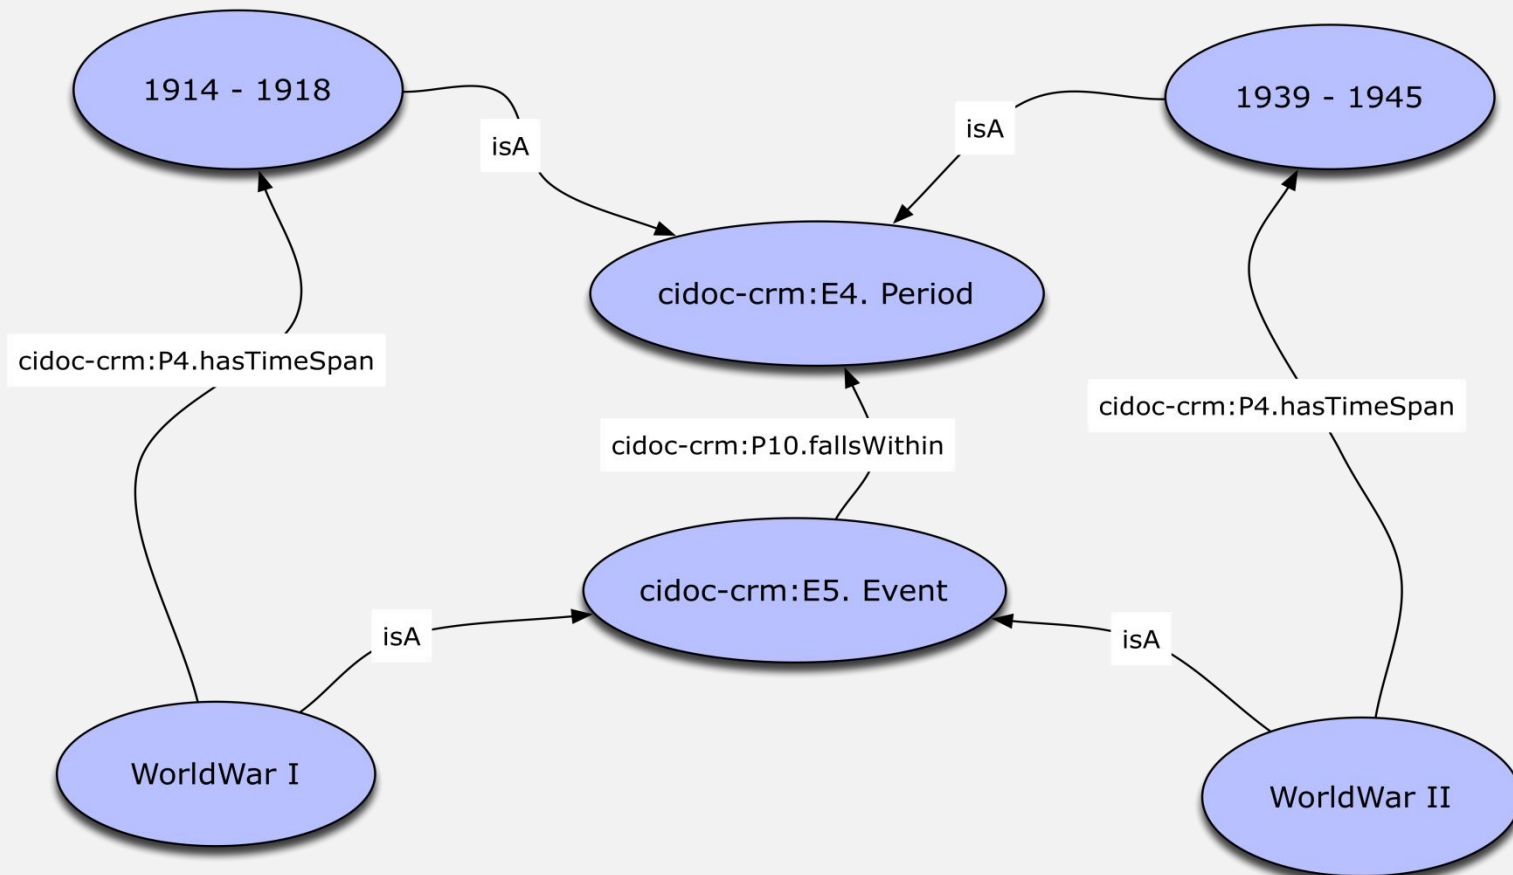 1914 - 1918
1939 - 1945
isA
isA
cidoc-crm:E4. Period
cidoc-crm:P4.hasTimeSpan
cidoc-crm:P4.hasTimeSpan
cidoc-crm:P10.fallsWithin
cidoc-crm:E5. Event
isA
isA
WorldWar I
WorldWar II